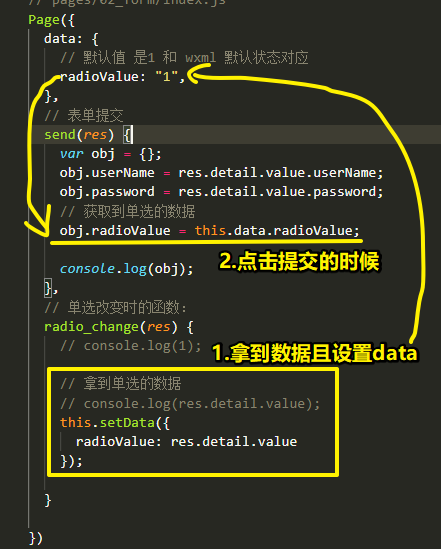 // pages/02_form/index.js
Page({
data: {
// 默认值 是1 和 wxml 默认状态对应
radioValue: "1",
},
// 表单提交
send(res) {
var obj = {};
obj.userName = res.detail.value.userName;
obj.password = res.detail.value.password;
// 获取到单选的数据
obj.radioValue = this.data.radioValue;
2.点击提交的时候
console.log(obj);
},
// 单选改变时的函数:
radio_change(res) {
// console.log(1);
1.拿到数据且设置data
// 拿到单选的数据
// console.log(res.detail.value);
this.setData({
radioValue: res.detail.value
});
}
})